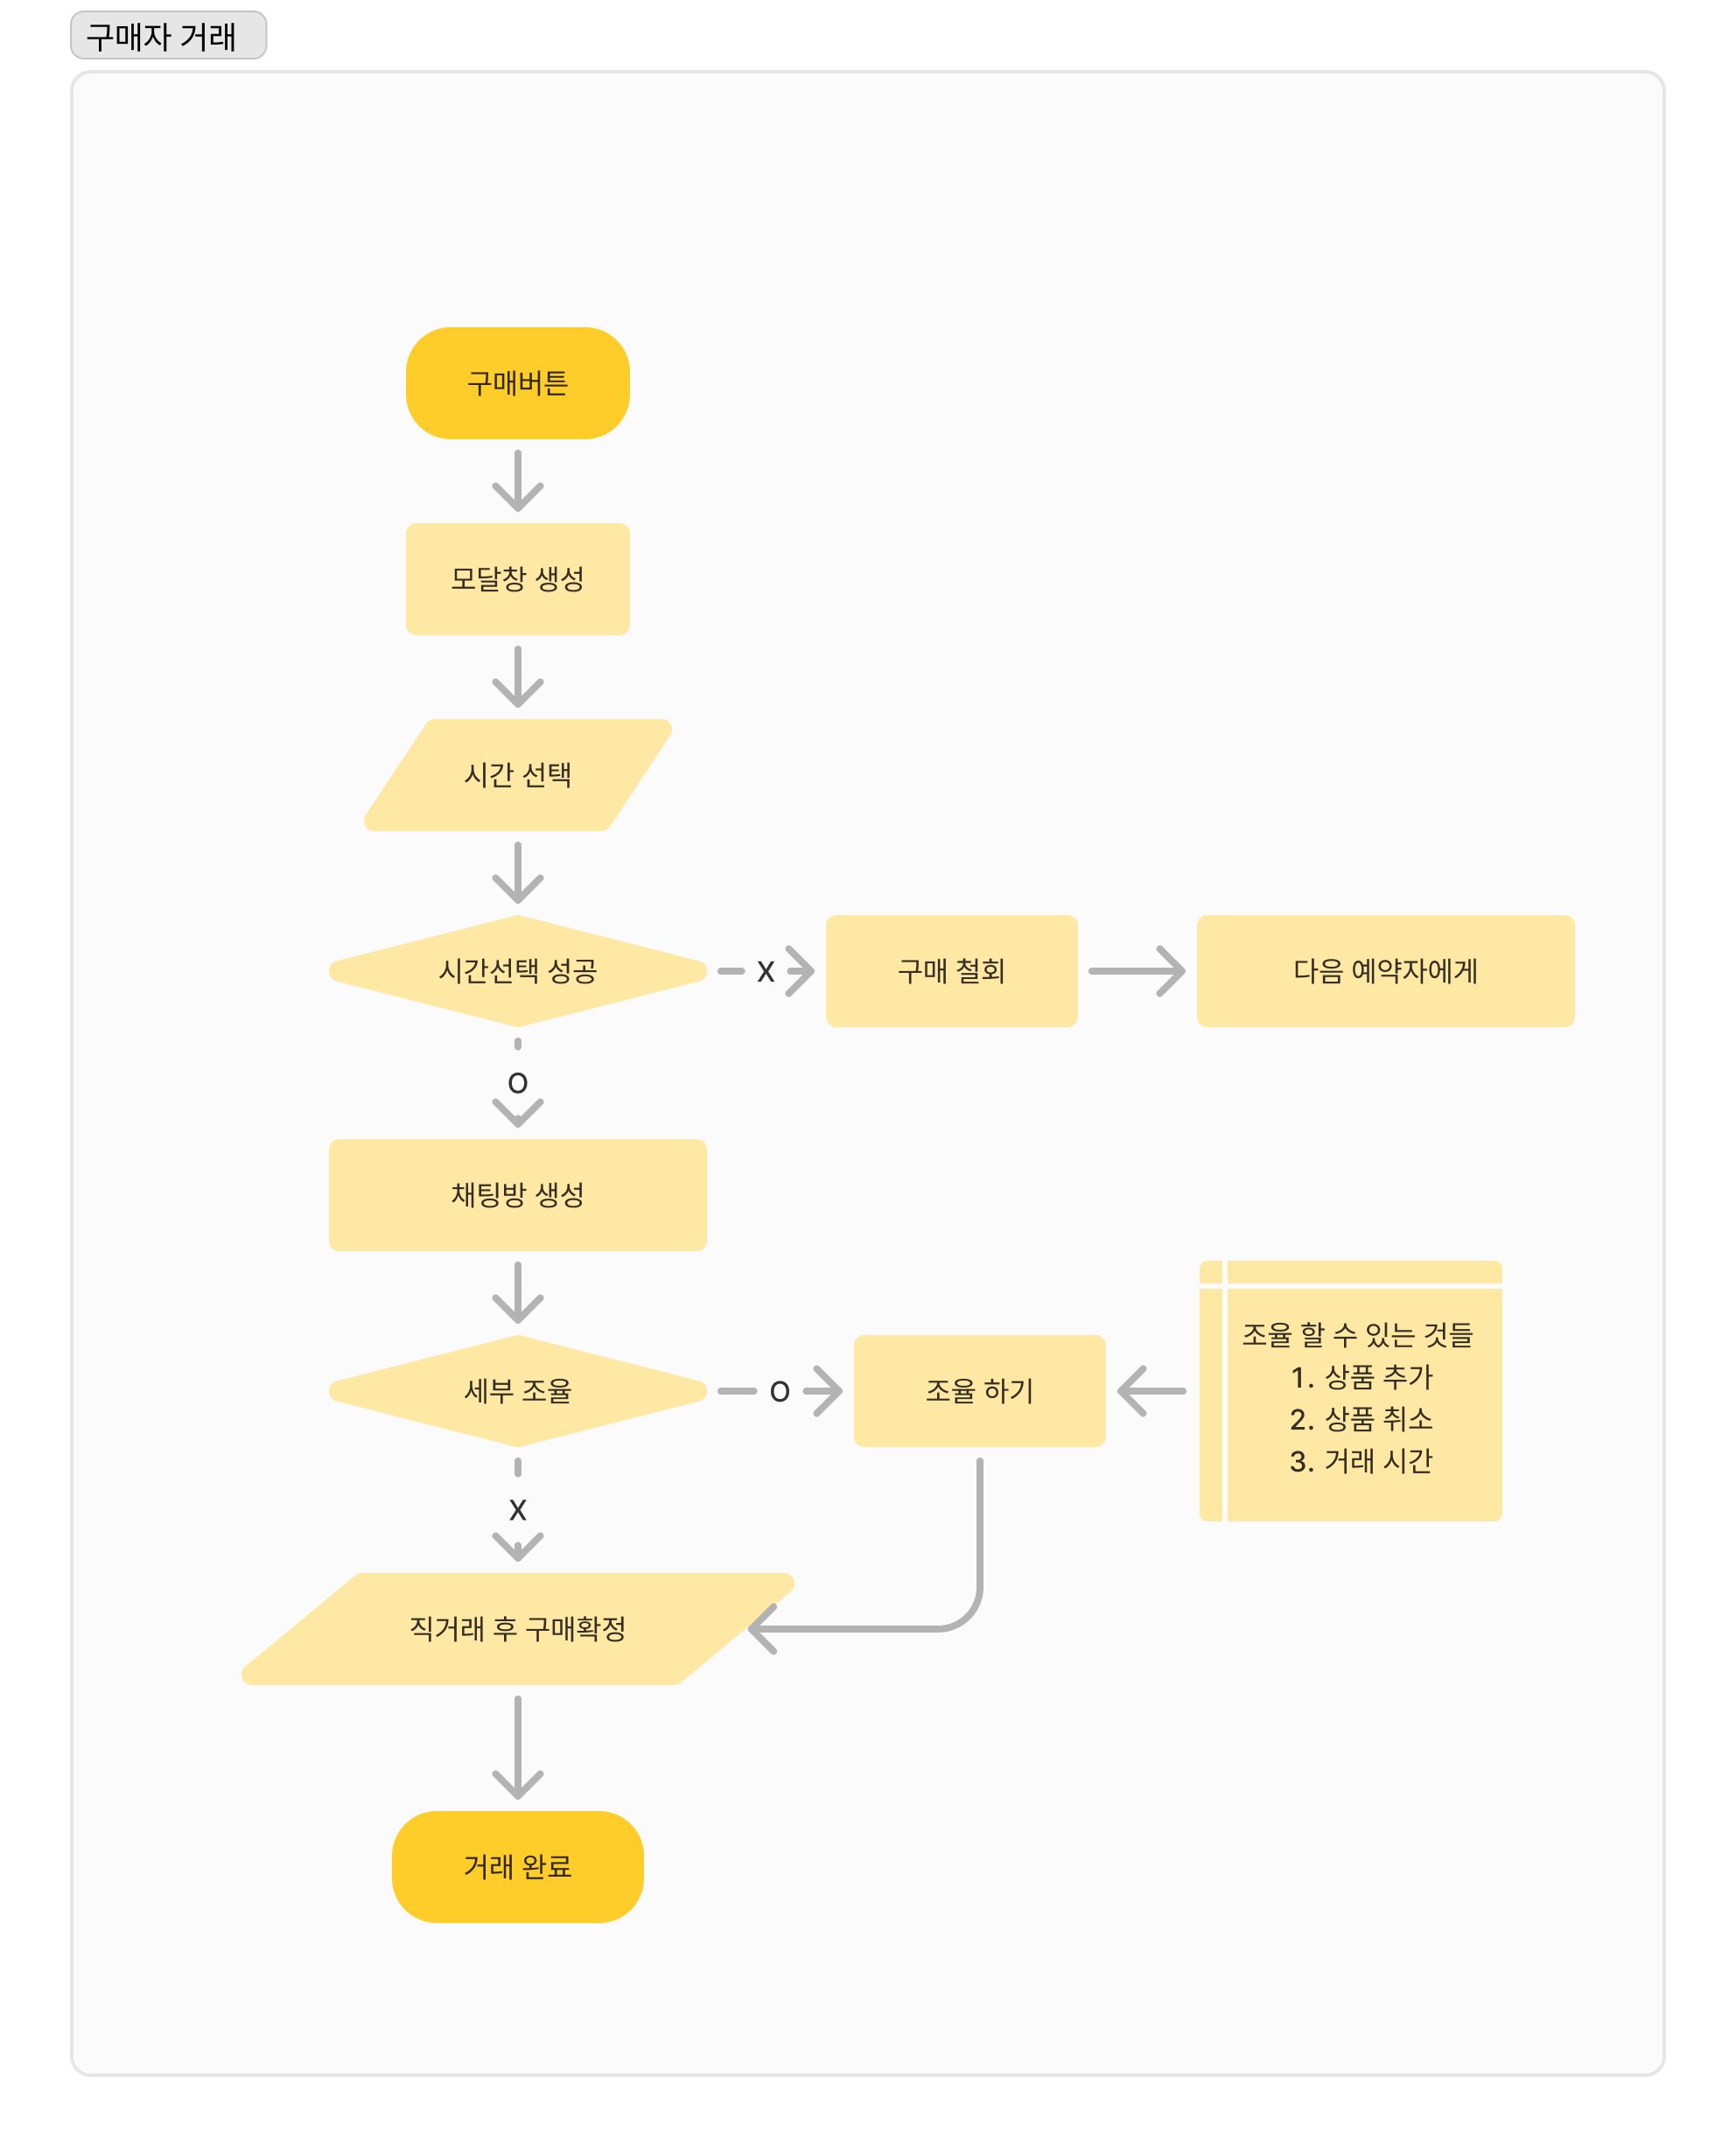 구매자 거래
구매버튼
모달창 생성
시간 선택
시간선택 성공
x
구매 철회
다음 예약자에게
o
채팅방 생성
세부 조율
o
조율 하기
조율 할 수 있는 것들
1. 상품 추가
2. 상품 취소
3. 거래 시간
x
직거래 후 구매확정
거래 완료